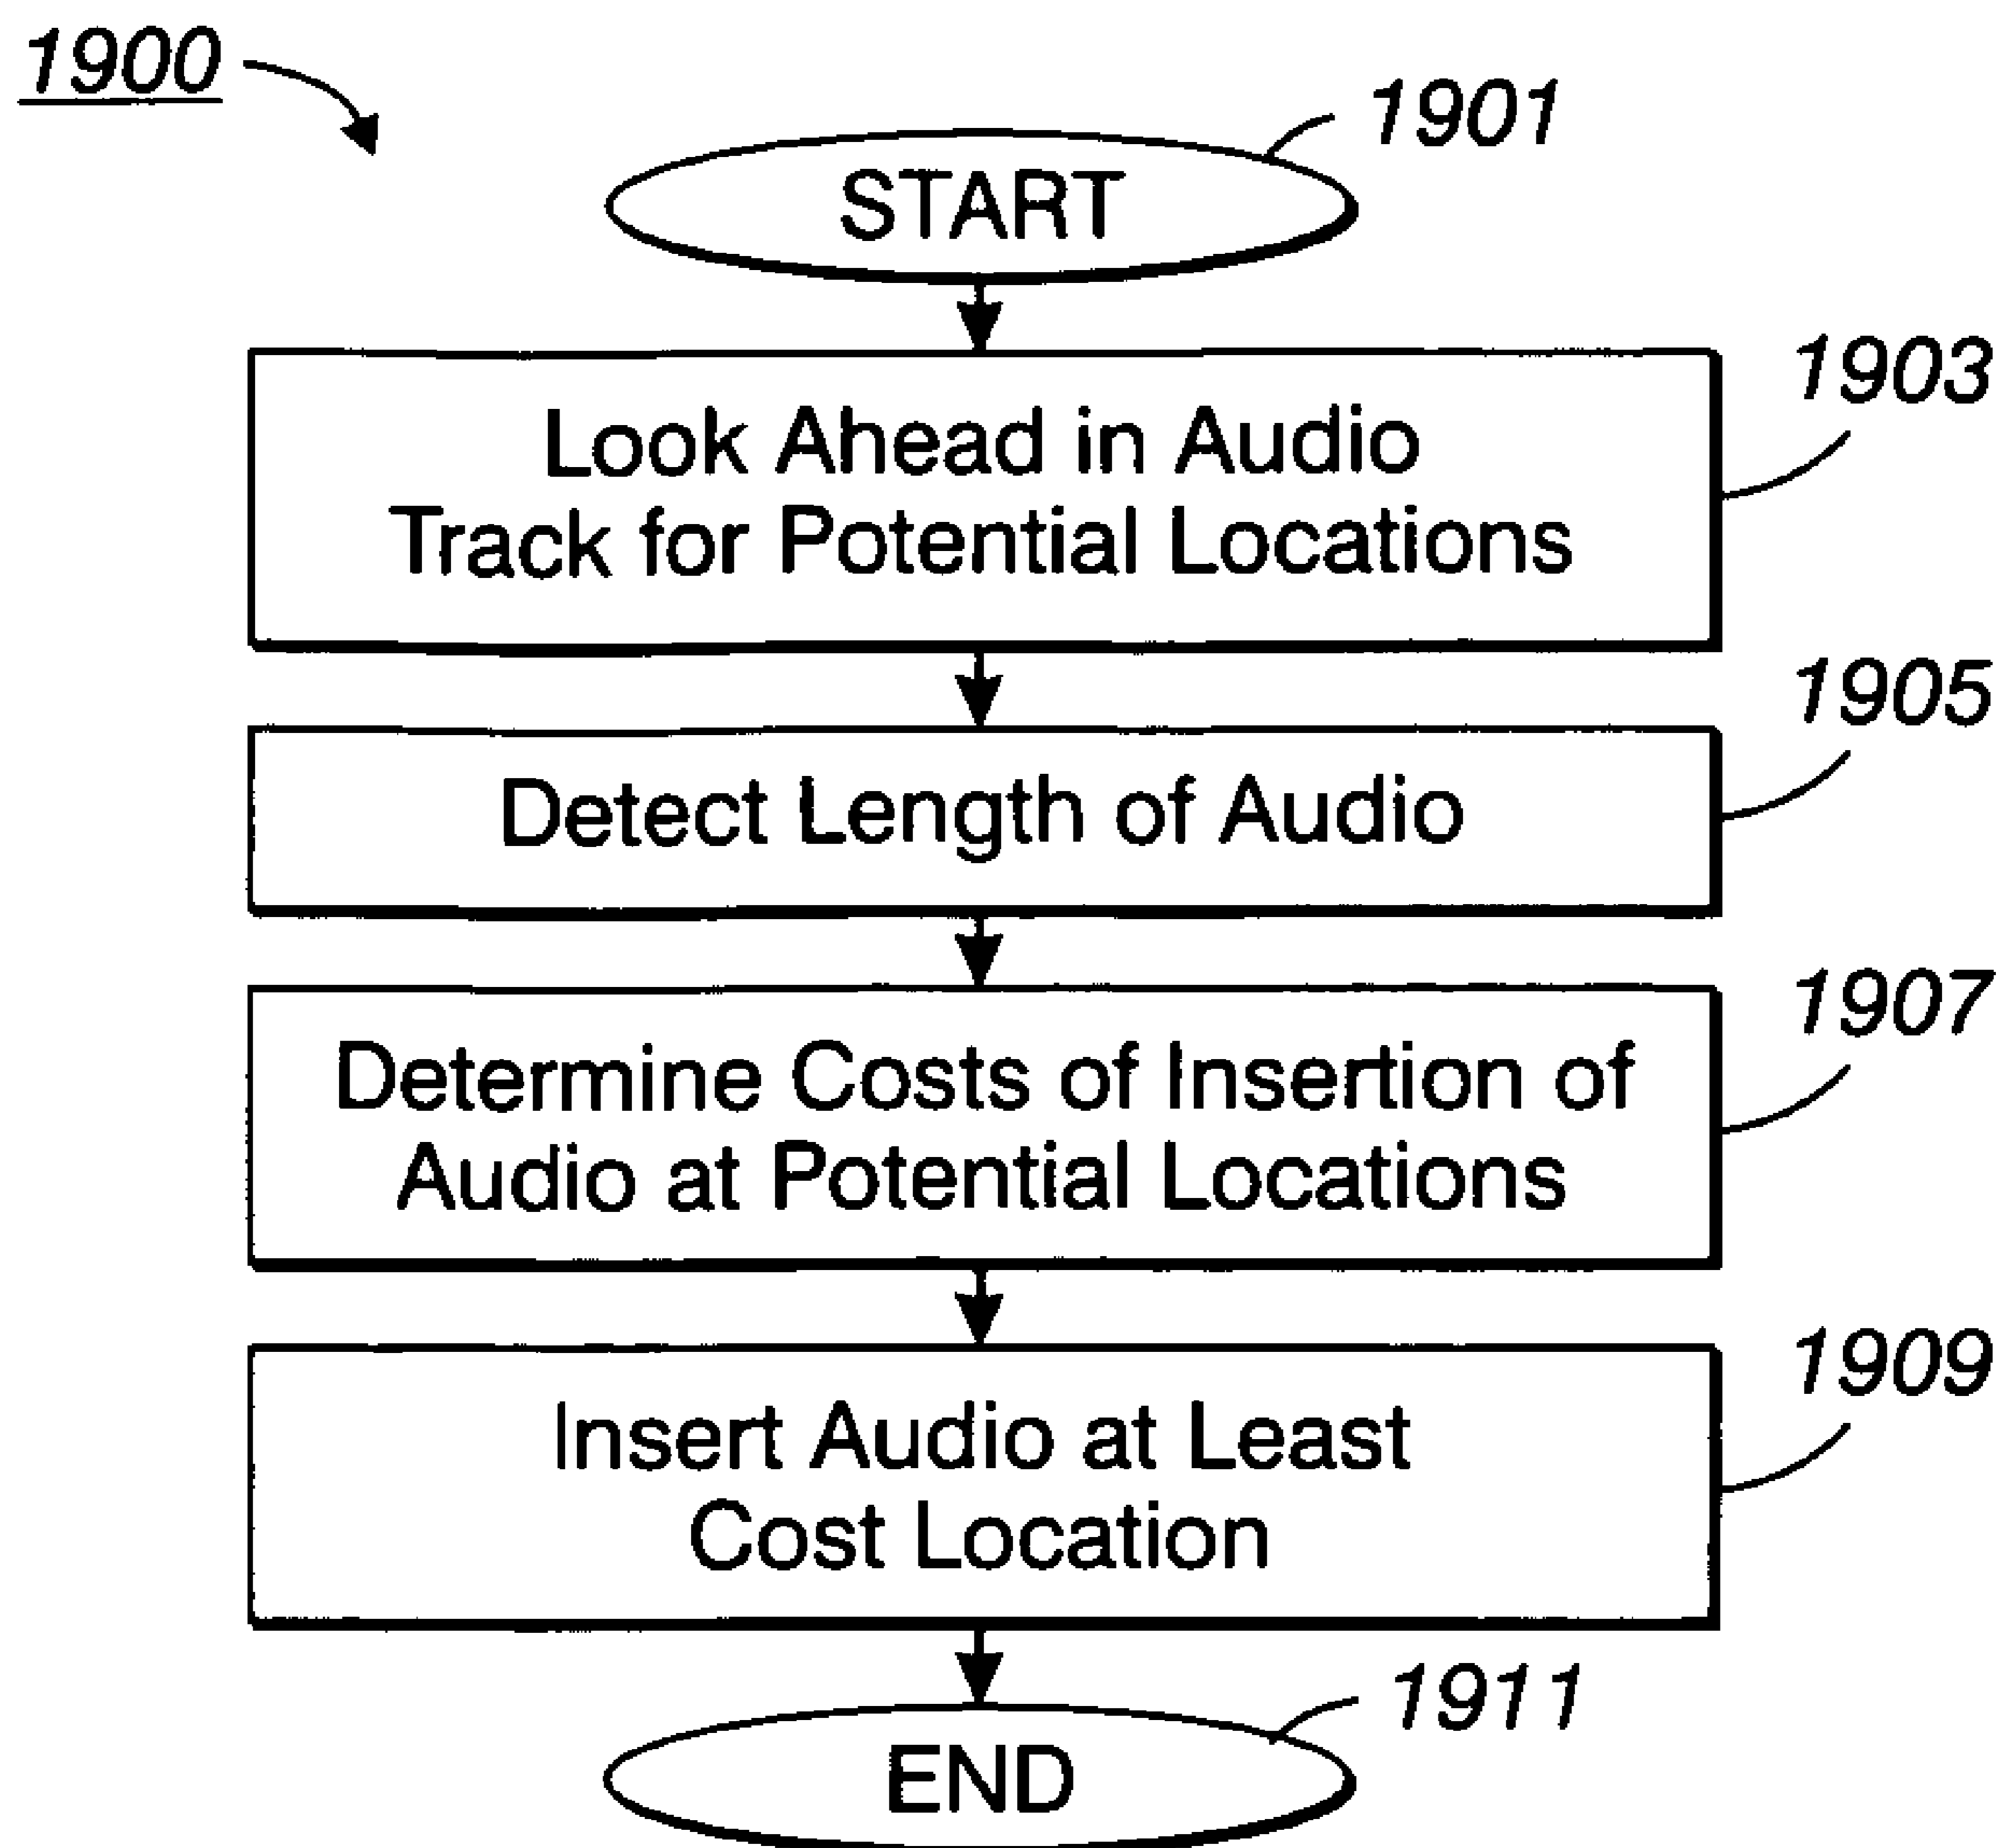 1900
1901
START
1903
Look Ahead in Audio
Track for Potential Locations
1905
Detect Length of Audio
1907
Determine Costs of Insertion of
Audio at Potential Locations
1909
Insert Audio at Least
Cost Location
1911
END